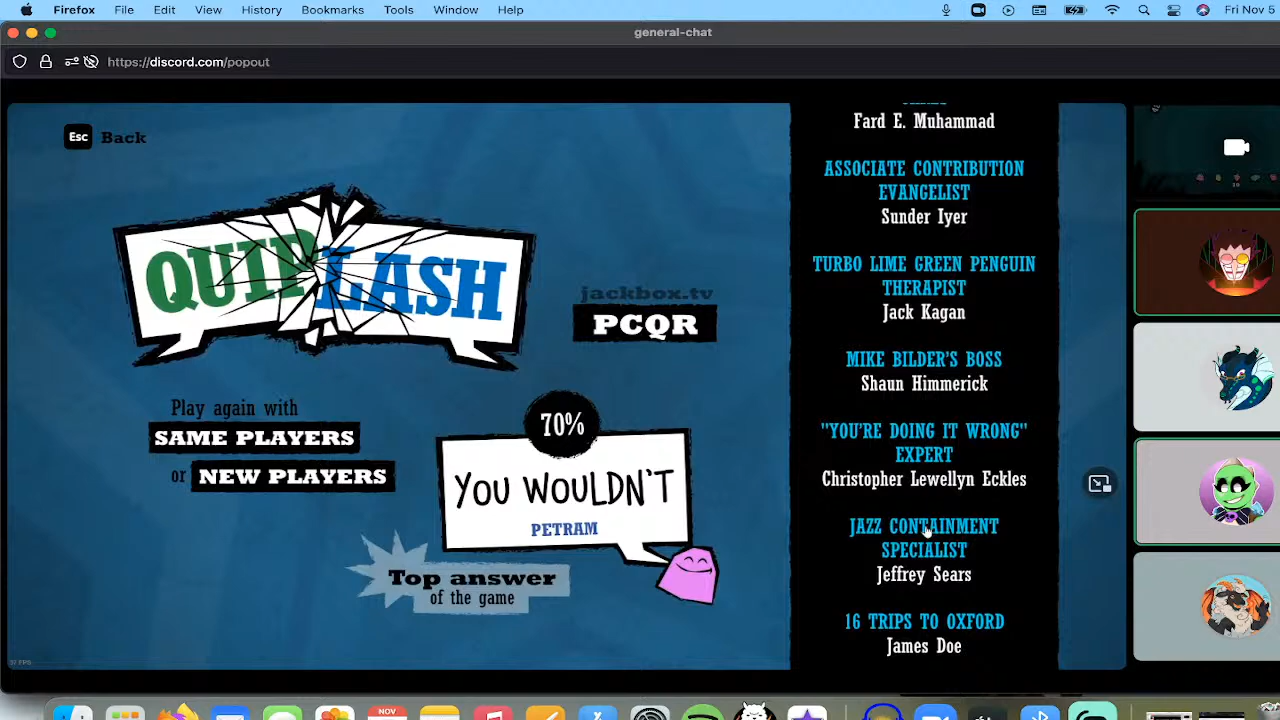 Firefox File Edit View History Bookmarks Tools Window Help Fri Nov 5
general-chat
https://discord.com/popout
Esc Back
QUIPLASH
jackbox.tv
PCQR
Play again with
SAME PLAYERS
or NEW PLAYERS
70%
YOU WOULDN'T
PETRAM
Top answer
of the game
Fard E. Muhammad
ASSOCIATE CONTRIBUTION
EVANGELIST
Sunder Iyer
TURBO LIME GREEN PENGUIN
THERAPIST
Jack Kagan
MIKE BILDER'S BOSS
Shaun Himmerick
"YOU'RE DOING IT WRONG"
EXPERT
Christopher Lewellyn Eckles
JAZZ CONTAINMENT
SPECIALIST
Jeffrey Sears
16 TRIPS TO OXFORD
James Doe
NOV